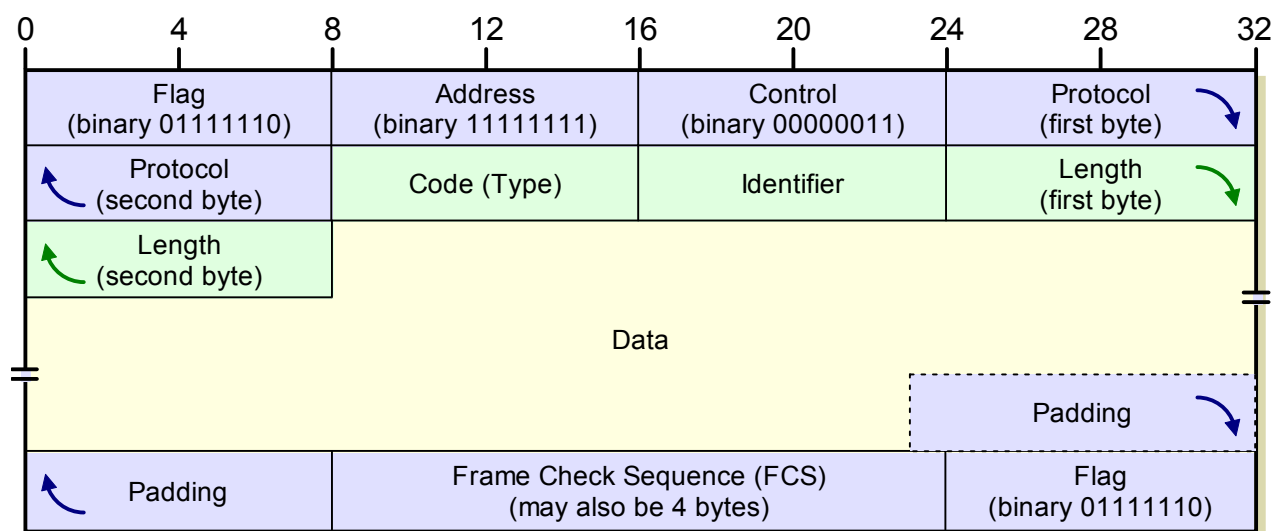 0 4 8 12 16 20 24 28 32
Flag
(binary 01111110)
Address
(binary 11111111)
Control
(binary 00000011)
Protocol
(first byte)
Protocol
(second byte)
Code (Type)
Identifier
Length
(first byte)
Length
(second byte)
Data
Padding
Padding
Frame Check Sequence (FCS)
(may also be 4 bytes)
Flag
(binary 01111110)